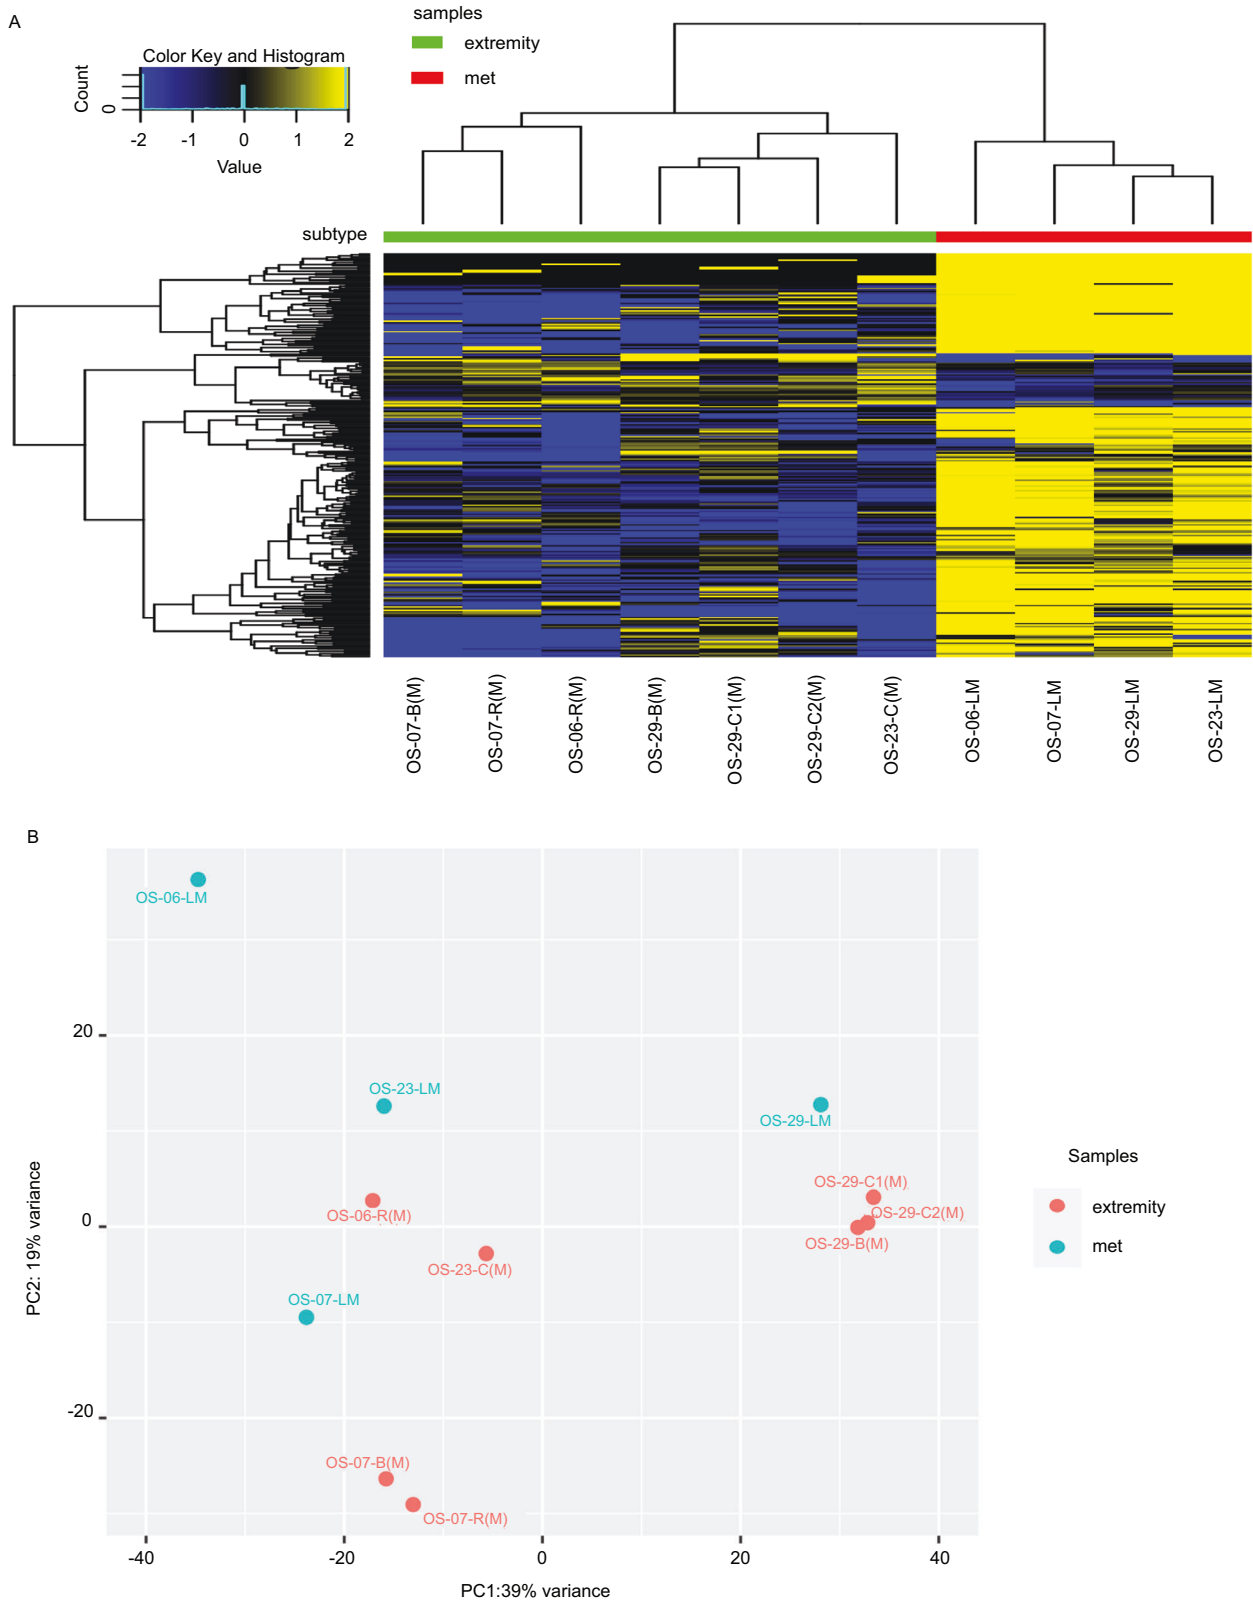 A
samples
extremity
met
Color Key and Histogram
Count
0
-2 -1 0 1 2
Value
subtype
OS-07-B(M)
OS-07-R(M)
OS-06-R(M)
OS-29-B(M)
OS-29-C1(M)
OS-29-C2(M)
OS-23-C(M)
OS-06-LM
OS-07-LM
OS-29-LM
OS-23-LM
B
OS-06-LM
OS-23-LM
OS-29-LM
OS-29-C1(M)
OS-29-C2(M)
OS-29-B(M)
OS-06-R(M)
OS-23-C(M)
OS-07-LM
OS-07-B(M)
OS-07-R(M)
20
0
-20
PC2: 19% variance
-40 -20 0 20 40
PC1:39% variance
Samples
extremity
met